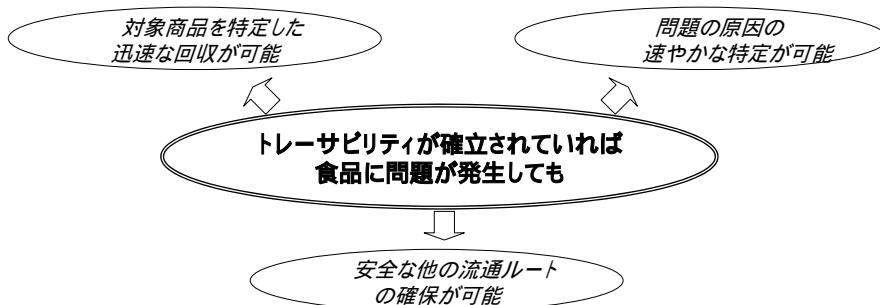 対象商品を特定した
迅速な回収が可能
問題の原因の
速やかな特定が可能
トレーサビリティが確立されていれば
食品に問題が発生しても
安全な他の流通ルート
の確保が可能